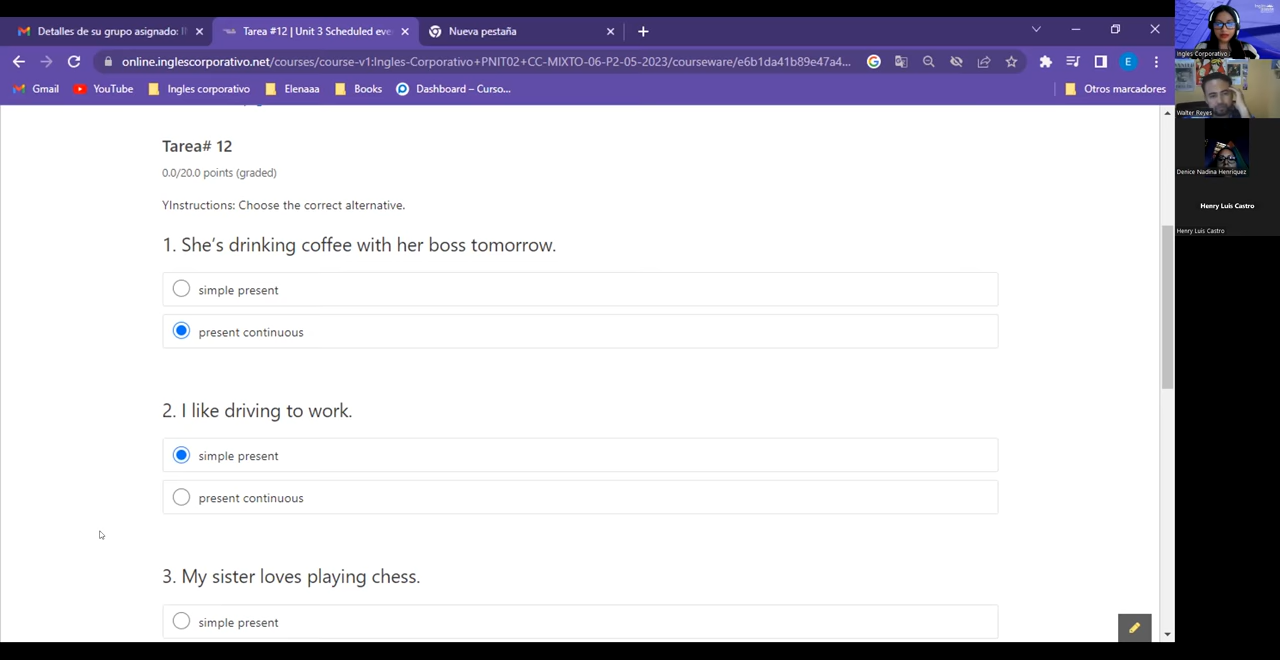 Detalles de su grupo asignado: I
Tarea #12 | Unit 3 Scheduled eve
Nueva pestaña
online.inglescorporativo.net/courses/course-v1:Ingles-Corporativo+PNIT02+CC-MIXTO-06-P2-05-2023/courseware/e6b1da41b89e47a4...
E
Gmail
YouTube
Ingles corporativo
Elenaaa
Books
Dashboard – Curso...
Otros marcadores
Tarea# 12
0.0/20.0 points (graded)
YInstructions: Choose the correct alternative.
1. She's drinking coffee with her boss tomorrow.
simple present
present continuous
2. I like driving to work.
simple present
present continuous
3. My sister loves playing chess.
simple present
Ingles Corporativo
Walter Reyes
Denice Nadina Henriquez
Henry Luis Castro
Henry Luis Castro